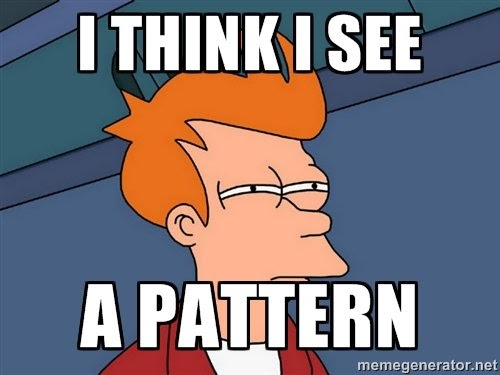 I THINK I SEE
A PATTERN
memegenerator.net